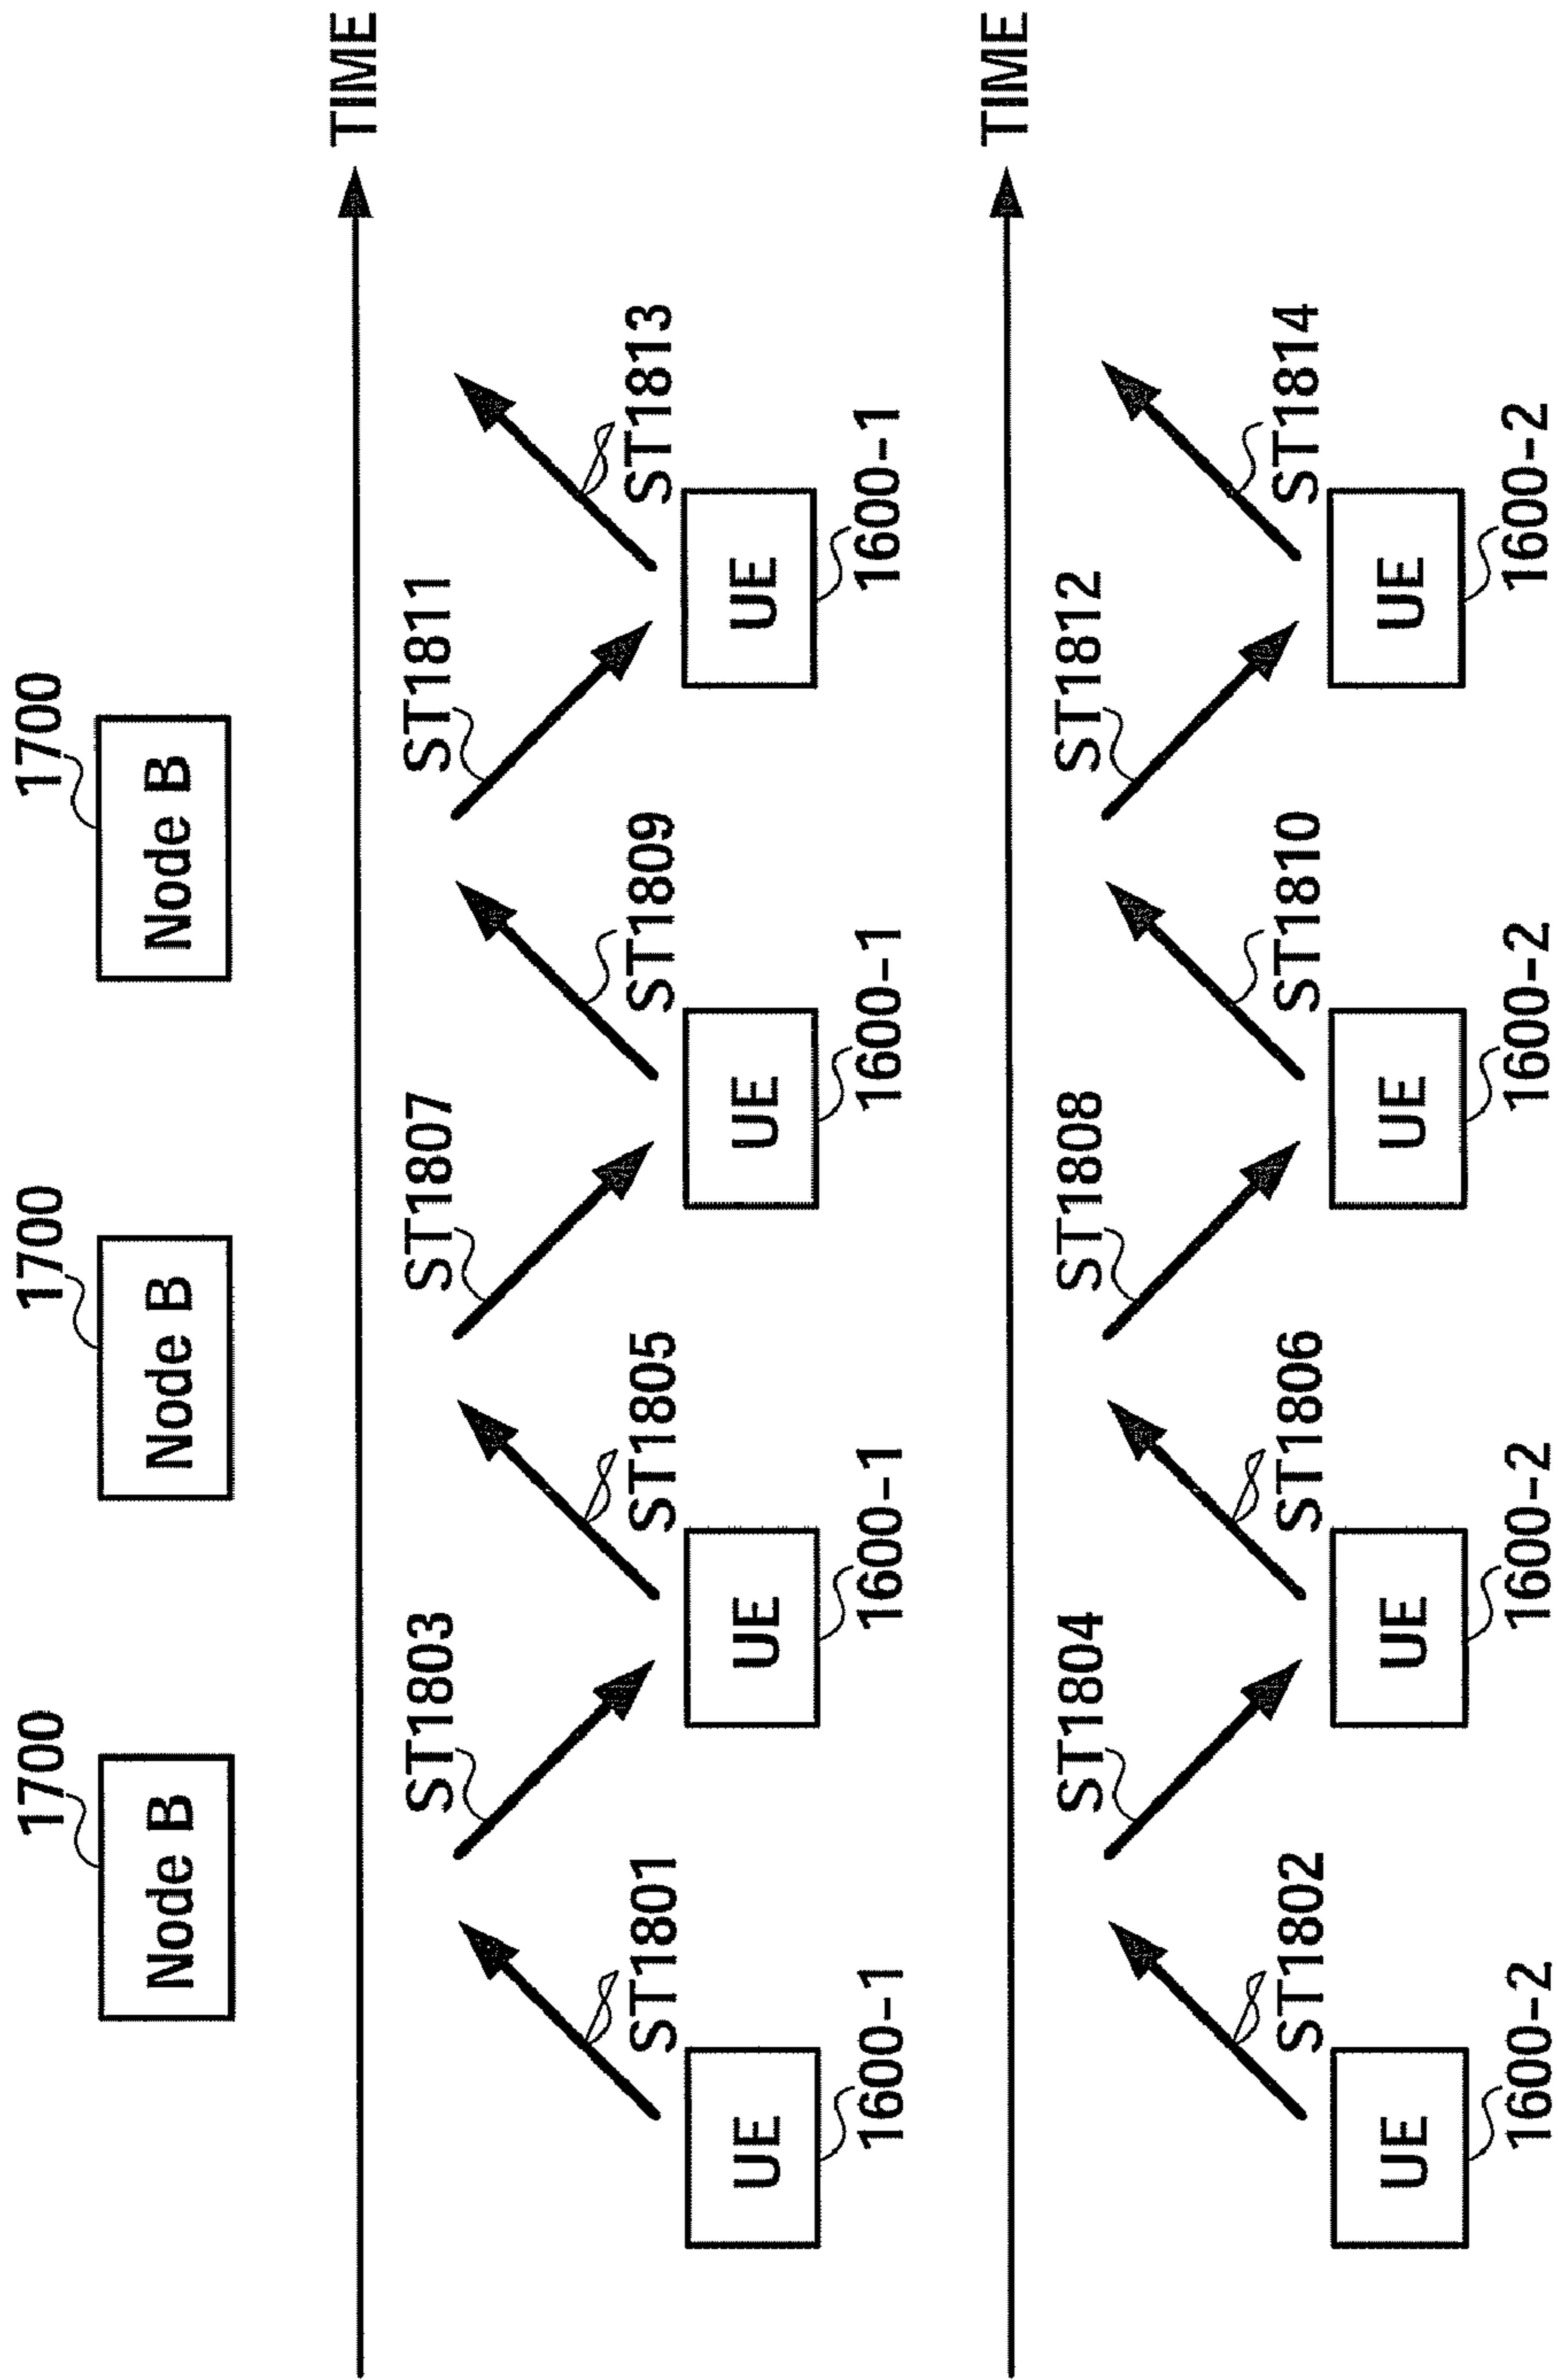 1700
1700
1700
Node B
Node B
Node B
TIME
ST1803
ST1807
ST1811
ST1801
ST1805
ST1809
ST1813
UE
UE
UE
UE
1600-1
1600-1
1600-1
1600-1
TIME
ST1804
ST1808
ST1812
ST1802
ST1806
ST1810
ST1814
UE
UE
UE
UE
1600-2
1600-2
1600-2
1600-2